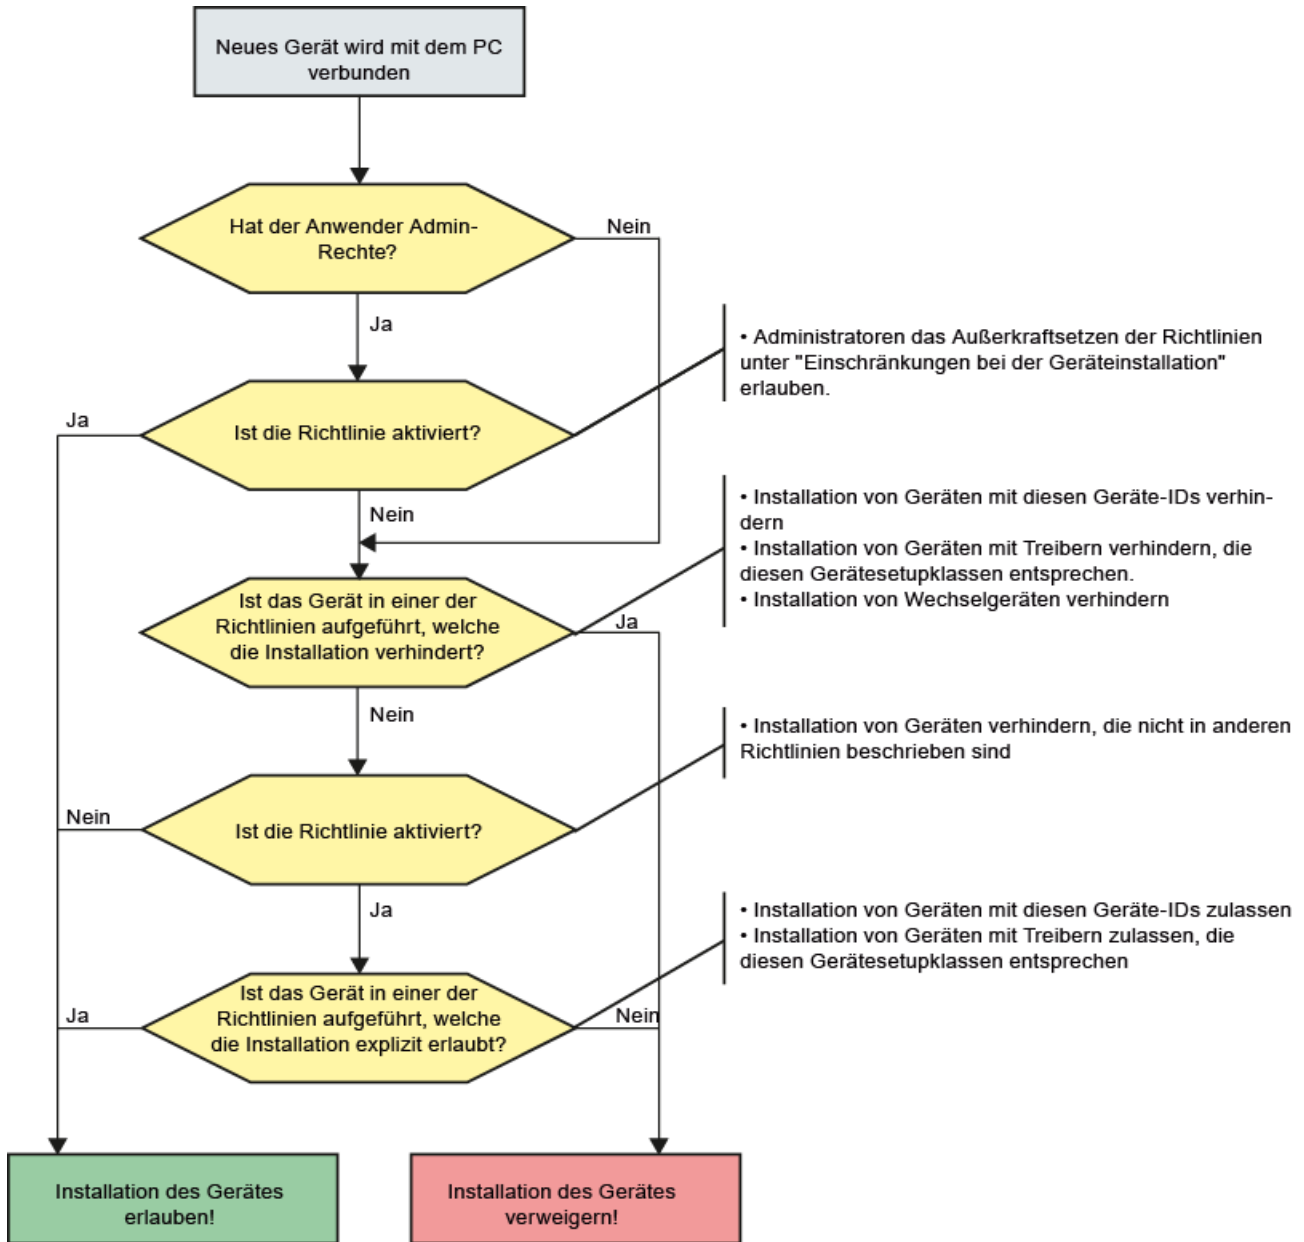 Neues Gerät wird mit dem PC
verbunden
Hat der Anwender Admin-
Rechte?
Nein
Ja
• Administratoren das Außerkraftsetzen der Richtlinien
unter "Einschränkungen bei der Geräteinstallation"
erlauben.
Ja
Ist die Richtlinie aktiviert?
Nein
• Installation von Geräten mit diesen Geräte-IDs verhin-
dern
• Installation von Geräten mit Treibern verhindern, die
diesen Gerätesetupklassen entsprechen.
• Installation von Wechselgeräten verhindern
Ist das Gerät in einer der
Richtlinien aufgeführt, welche
die Installation verhindert?
Ja
Nein
• Installation von Geräten verhindern, die nicht in anderen
Richtlinien beschrieben sind
Nein
Ist die Richtlinie aktiviert?
Ja
• Installation von Geräten mit diesen Geräte-IDs zulassen
• Installation von Geräten mit Treibern zulassen, die
diesen Gerätesetupklassen entsprechen
Ist das Gerät in einer der
Richtlinien aufgeführt, welche
die Installation explizit erlaubt?
Ja
Nein
Installation des Gerätes
erlauben!
Installation des Gerätes
verweigern!